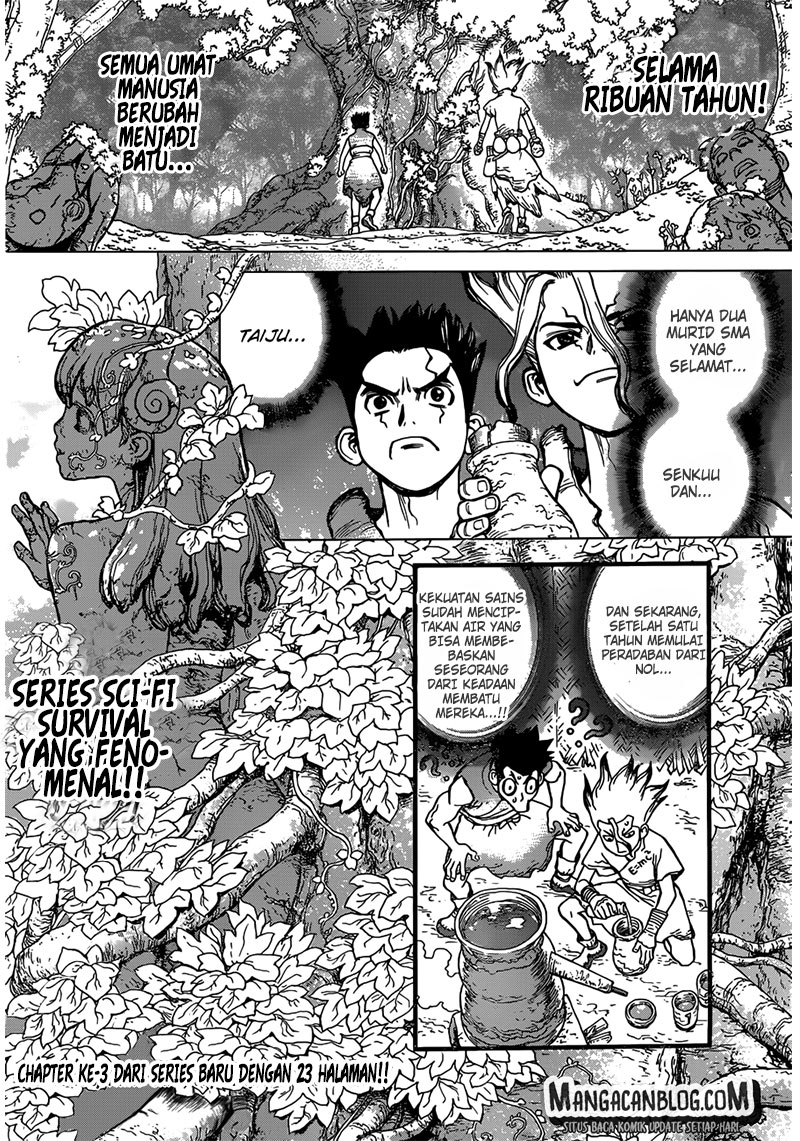 SEMUA UMAT
MANUSIA
BERUBAH
MENJADI
BATU...
SELAMA
RIBUAN TAHUN!
HANYA DUA
MURID SMA
YANG
SELAMAT...
SENKUU
DAN...
TAIJU...
DAN SEKARANG,
SETELAH SATU
TAHUN MEMULAI
PERADABAN DARI
NOL...
KEKUATAN SAINS
SUDAH MENCIP-
TAKAN AIR YANG
BISA MEMBE-
BASKAN
SESEORANG
DARI KEADAAN
MEMBATU
MEREKA...!!
??
E=mc²
SERIES SCI-FI
SURVIVAL
YANG FENO-
MENAL!!
CHAPTER KE-3 DARI SERIES BARU DENGAN 23 HALAMAN!!
MANGACANBLOG.COM
SITUS BACA KOMIK UPDATE SETIAP HARI